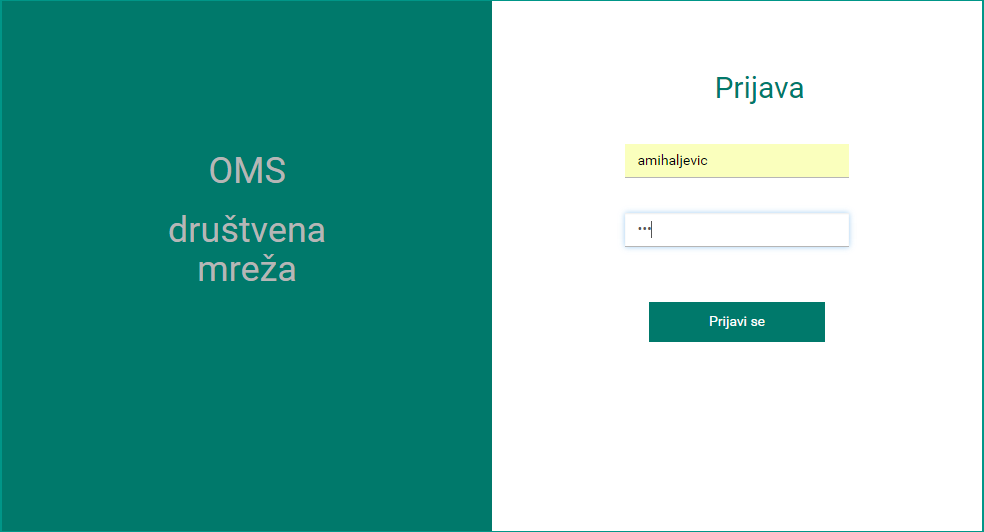 OMS
društvena
mreža
Prijava
amihaljevic
•••
Prijavi se